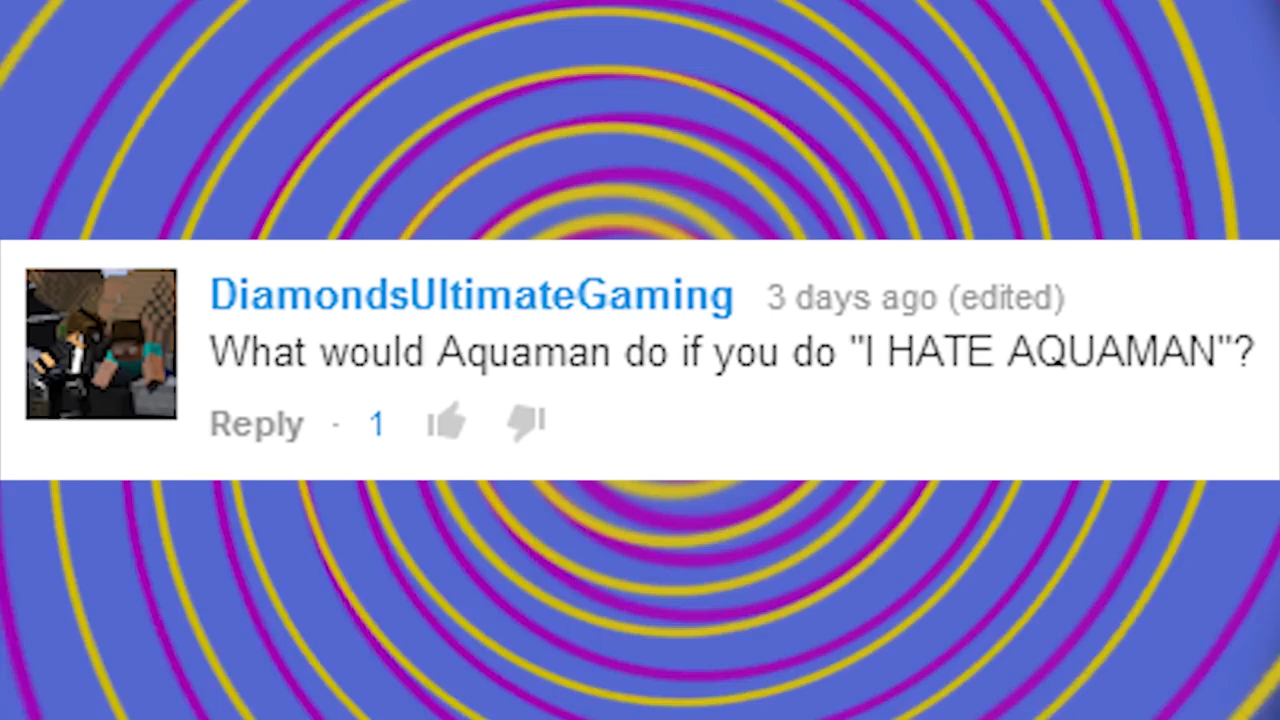 DiamondsUltimateGaming 3 days ago (edited)
What would Aquaman do if you do "I HATE AQUAMAN"?
Reply · 1